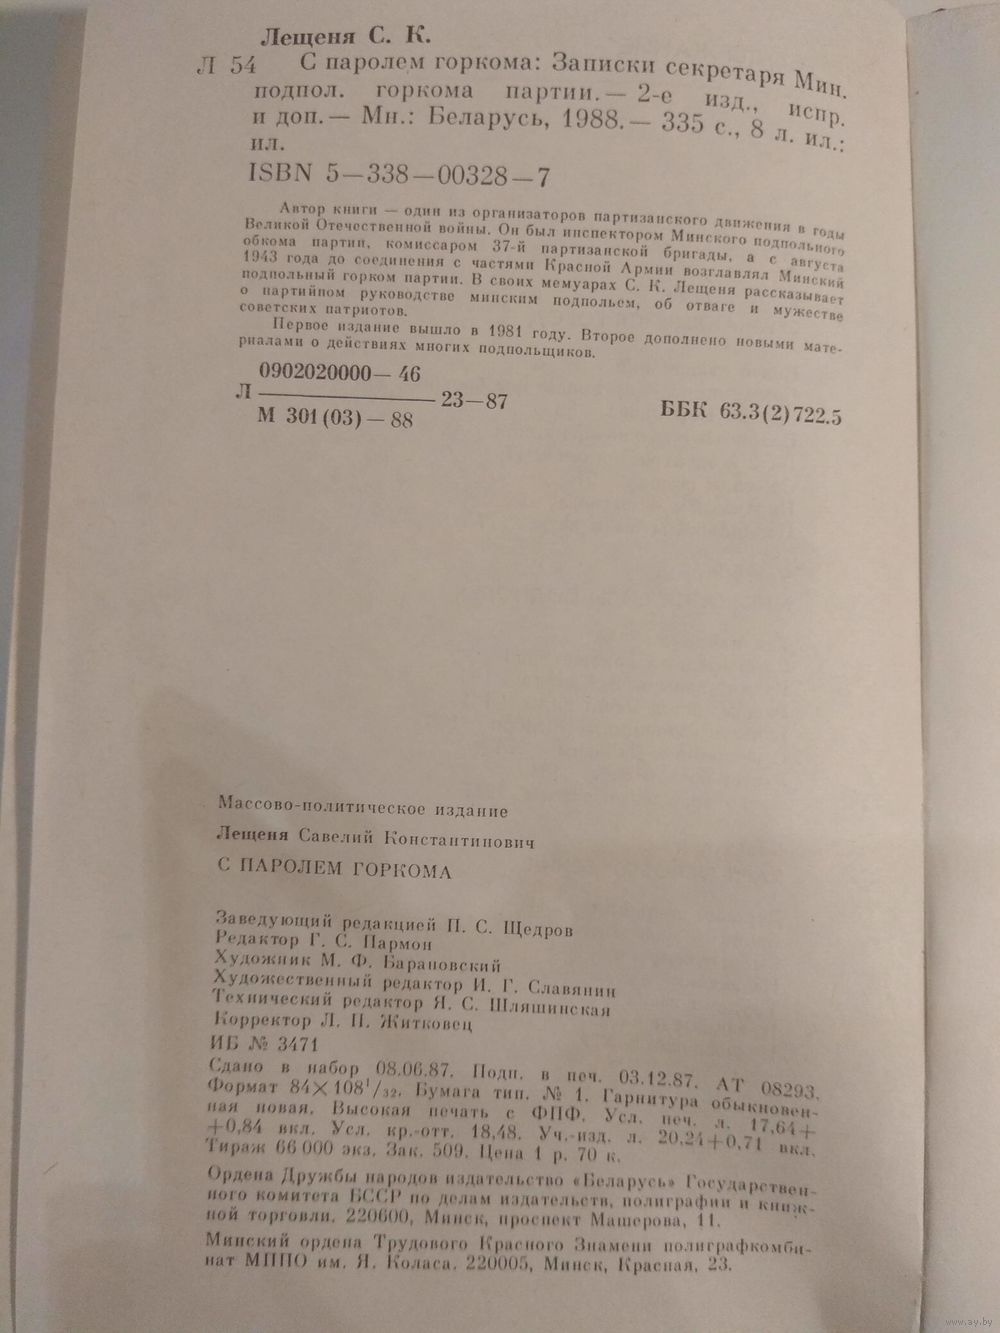 Лещеня С. К.
Л 54 С паролем горкома: Записки секретаря Мин.
подпол. горкома партии.— 2-е изд., испр.
и доп.— Мн.: Беларусь, 1988.— 335 с., 8 л. ил.:
ил.
ISBN 5—338—00328—7
Автор книги — один из организаторов партизанского движения в годы
Великой Отечественной войны. Он был инспектором Минского подпольного
обкома партии, комиссаром 37-й партизанской бригады, а с августа
1943 года до соединения с частями Красной Армии возглавлял Минский
подпольный горком партии. В своих мемуарах С. К. Лещеня рассказывает
о партийном руководстве минским подпольем, об отваге и мужестве
советских патриотов.
Первое издание вышло в 1981 году. Второе дополнено новыми мате-
риалами о действиях многих подпольщиков.
0902020000—46
Л 23—87
М 301(03)—88
ББК 63.3(2)722.5
Массово-политическое издание
Лещеня Савелий Константинович
С ПАРОЛЕМ ГОРКОМА
Заведующий редакцией П. С. Щедров
Редактор Г. С. Пармон
Художник М. Ф. Барановский
Художественный редактор И. Г. Славянин
Технический редактор Я. С. Шляшинская
Корректор Л. П. Житковец
ИБ № 3471
Сдано в набор 08.06.87. Подп. в печ. 03.12.87. АТ 08293.
Формат 84×108¹/₃₂. Бумага тип. № 1. Гарнитура обыкновен-
ная новая. Высокая печать с ФПФ. Усл. печ. л. 17,64+
+0,84 вкл. Усл. кр.-отт. 18,48. Уч.-изд. л. 20,24+0,71 вкл.
Тираж 66 000 экз. Зак. 509. Цена 1 р. 70 к.
Ордена Дружбы народов издательство «Беларусь» Государствен-
ного комитета БССР по делам издательств, полиграфии и книж-
ной торговли. 220600, Минск, проспект Машерова, 11.
Минский ордена Трудового Красного Знамени полиграфкомби-
нат МППО им. Я. Коласа. 220005, Минск, Красная, 23.
www.ay.by